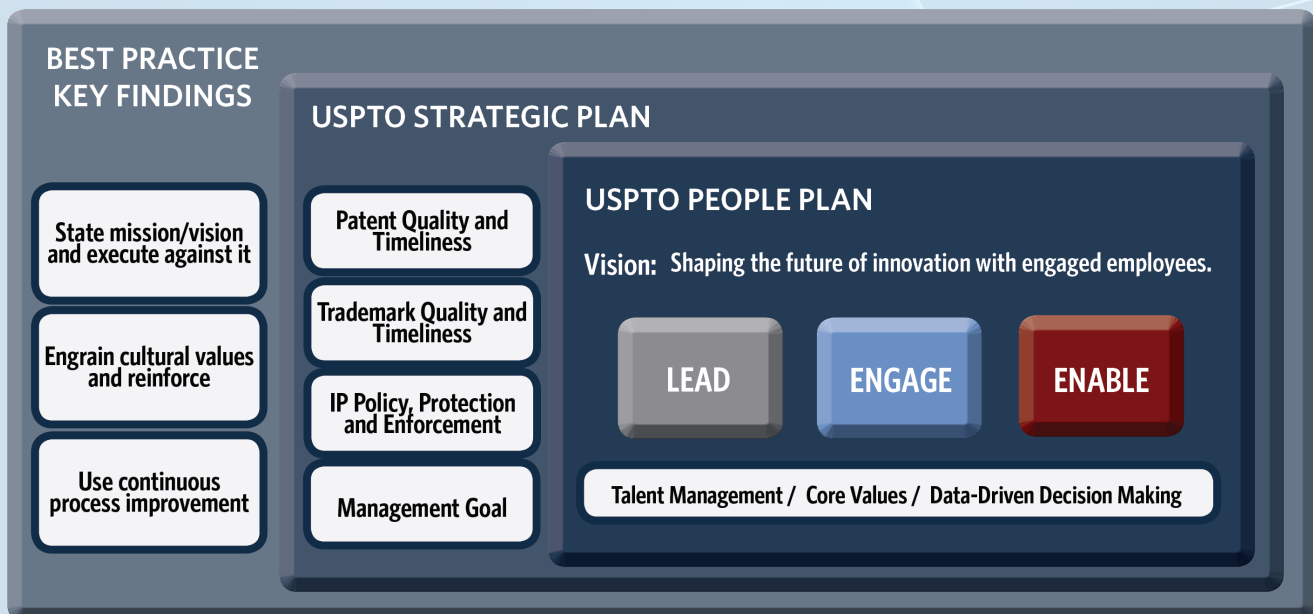 BEST PRACTICE
KEY FINDINGS
State mission/vision
and execute against it
Engrain cultural values
and reinforce
Use continuous
process improvement
USPTO STRATEGIC PLAN
Patent Quality and
Timeliness
Trademark Quality and
Timeliness
IP Policy, Protection
and Enforcement
Management Goal
USPTO PEOPLE PLAN
Vision: Shaping the future of innovation with engaged employees.
LEAD
ENGAGE
ENABLE
Talent Management / Core Values / Data-Driven Decision Making